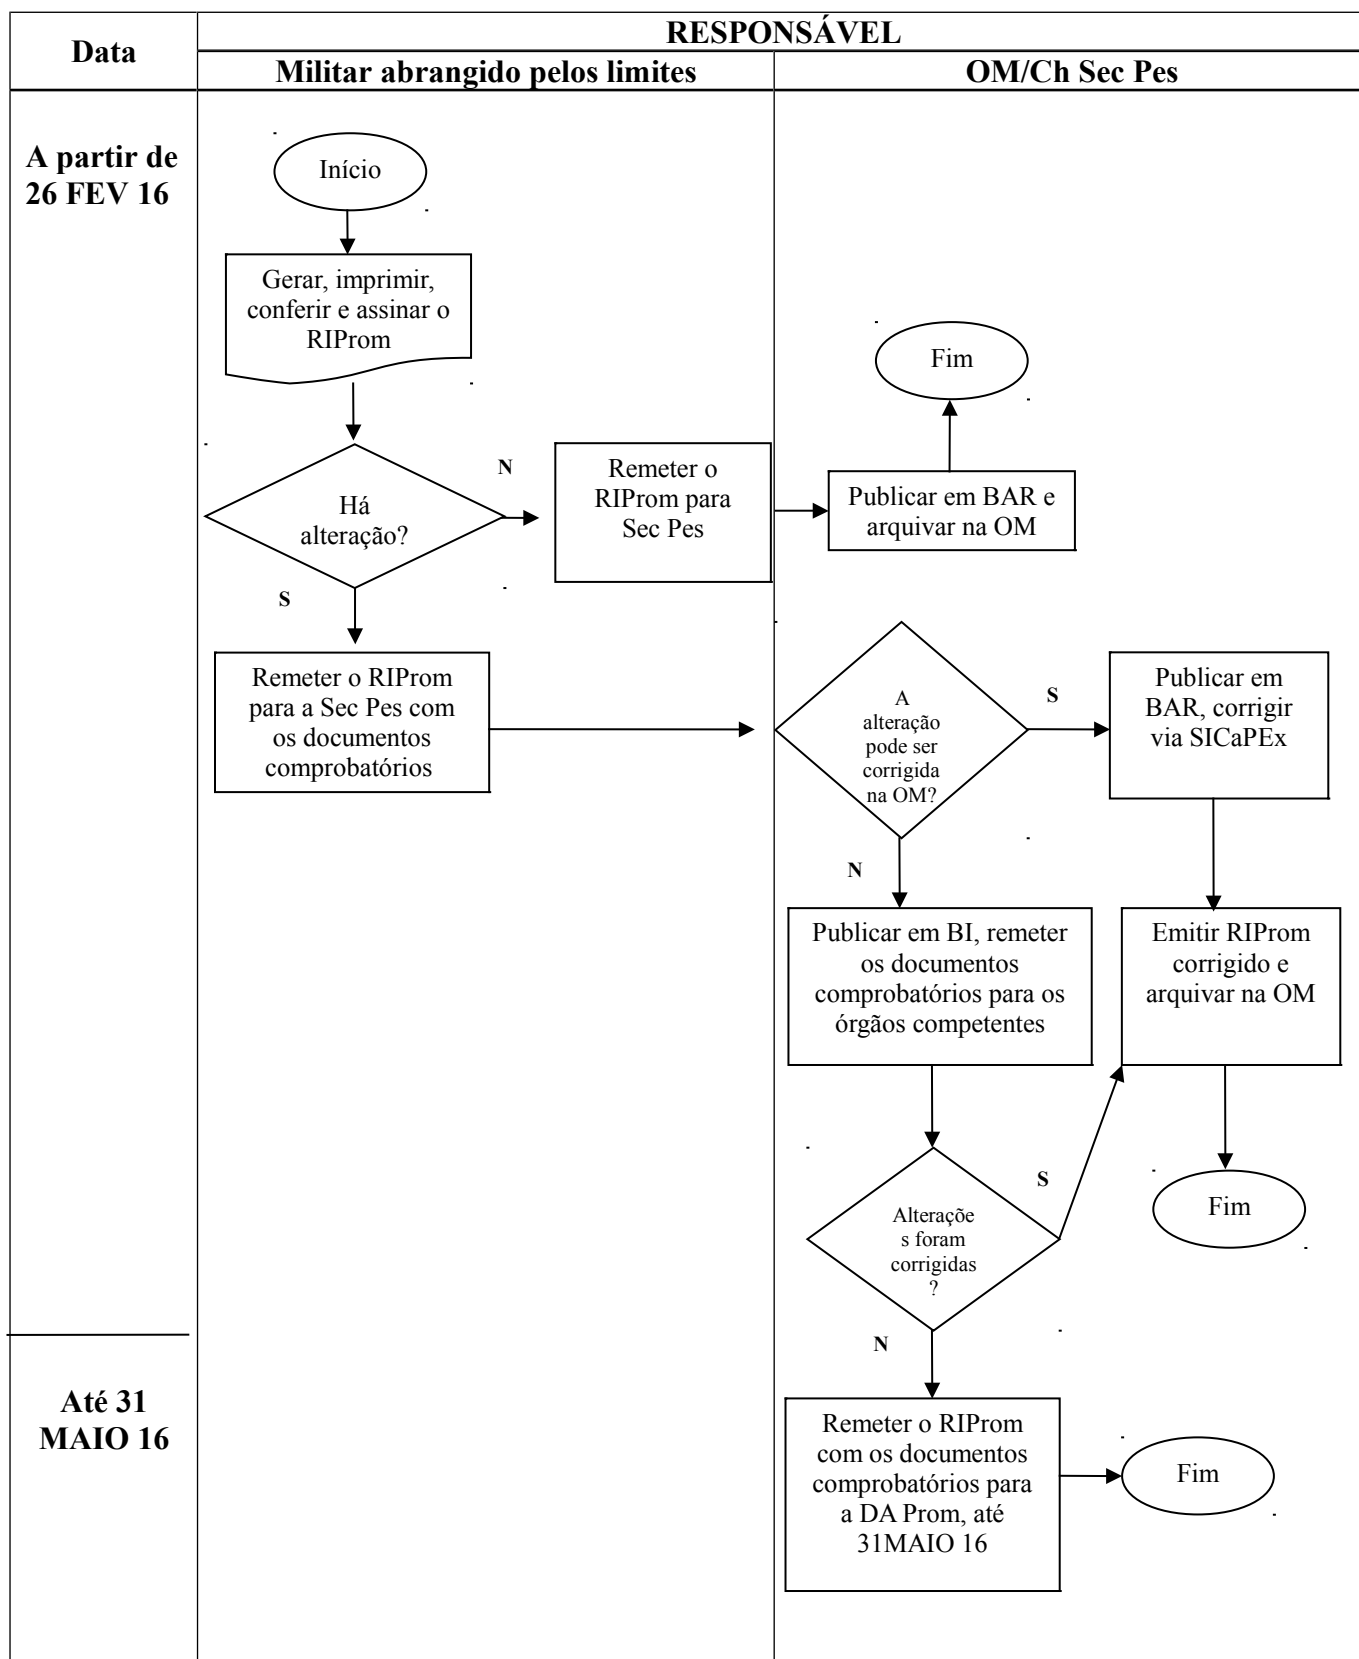 Data
RESPONSÁVEL
Militar abrangido pelos limites
OM/Ch Sec Pes
A partir de
26 FEV 16
Início
Gerar, imprimir,
conferir e assinar o
RIProm
Fim
Há
alteração?
N
Remeter o
RIProm para
Sec Pes
Publicar em BAR e
arquivar na OM
S
Remeter o RIProm
para a Sec Pes com
os documentos
comprobatórios
A
alteração
pode ser
corrigida
na OM?
S
Publicar em
BAR, corrigir
via SICaPEx
N
Publicar em BI, remeter
os documentos
comprobatórios para os
órgãos competentes
Emitir RIProm
corrigido e
arquivar na OM
Alteraçõe
s foram
corrigidas
?
S
Fim
N
Até 31
MAIO 16
Remeter o RIProm
com os documentos
comprobatórios para
a DA Prom, até
31MAIO 16
Fim